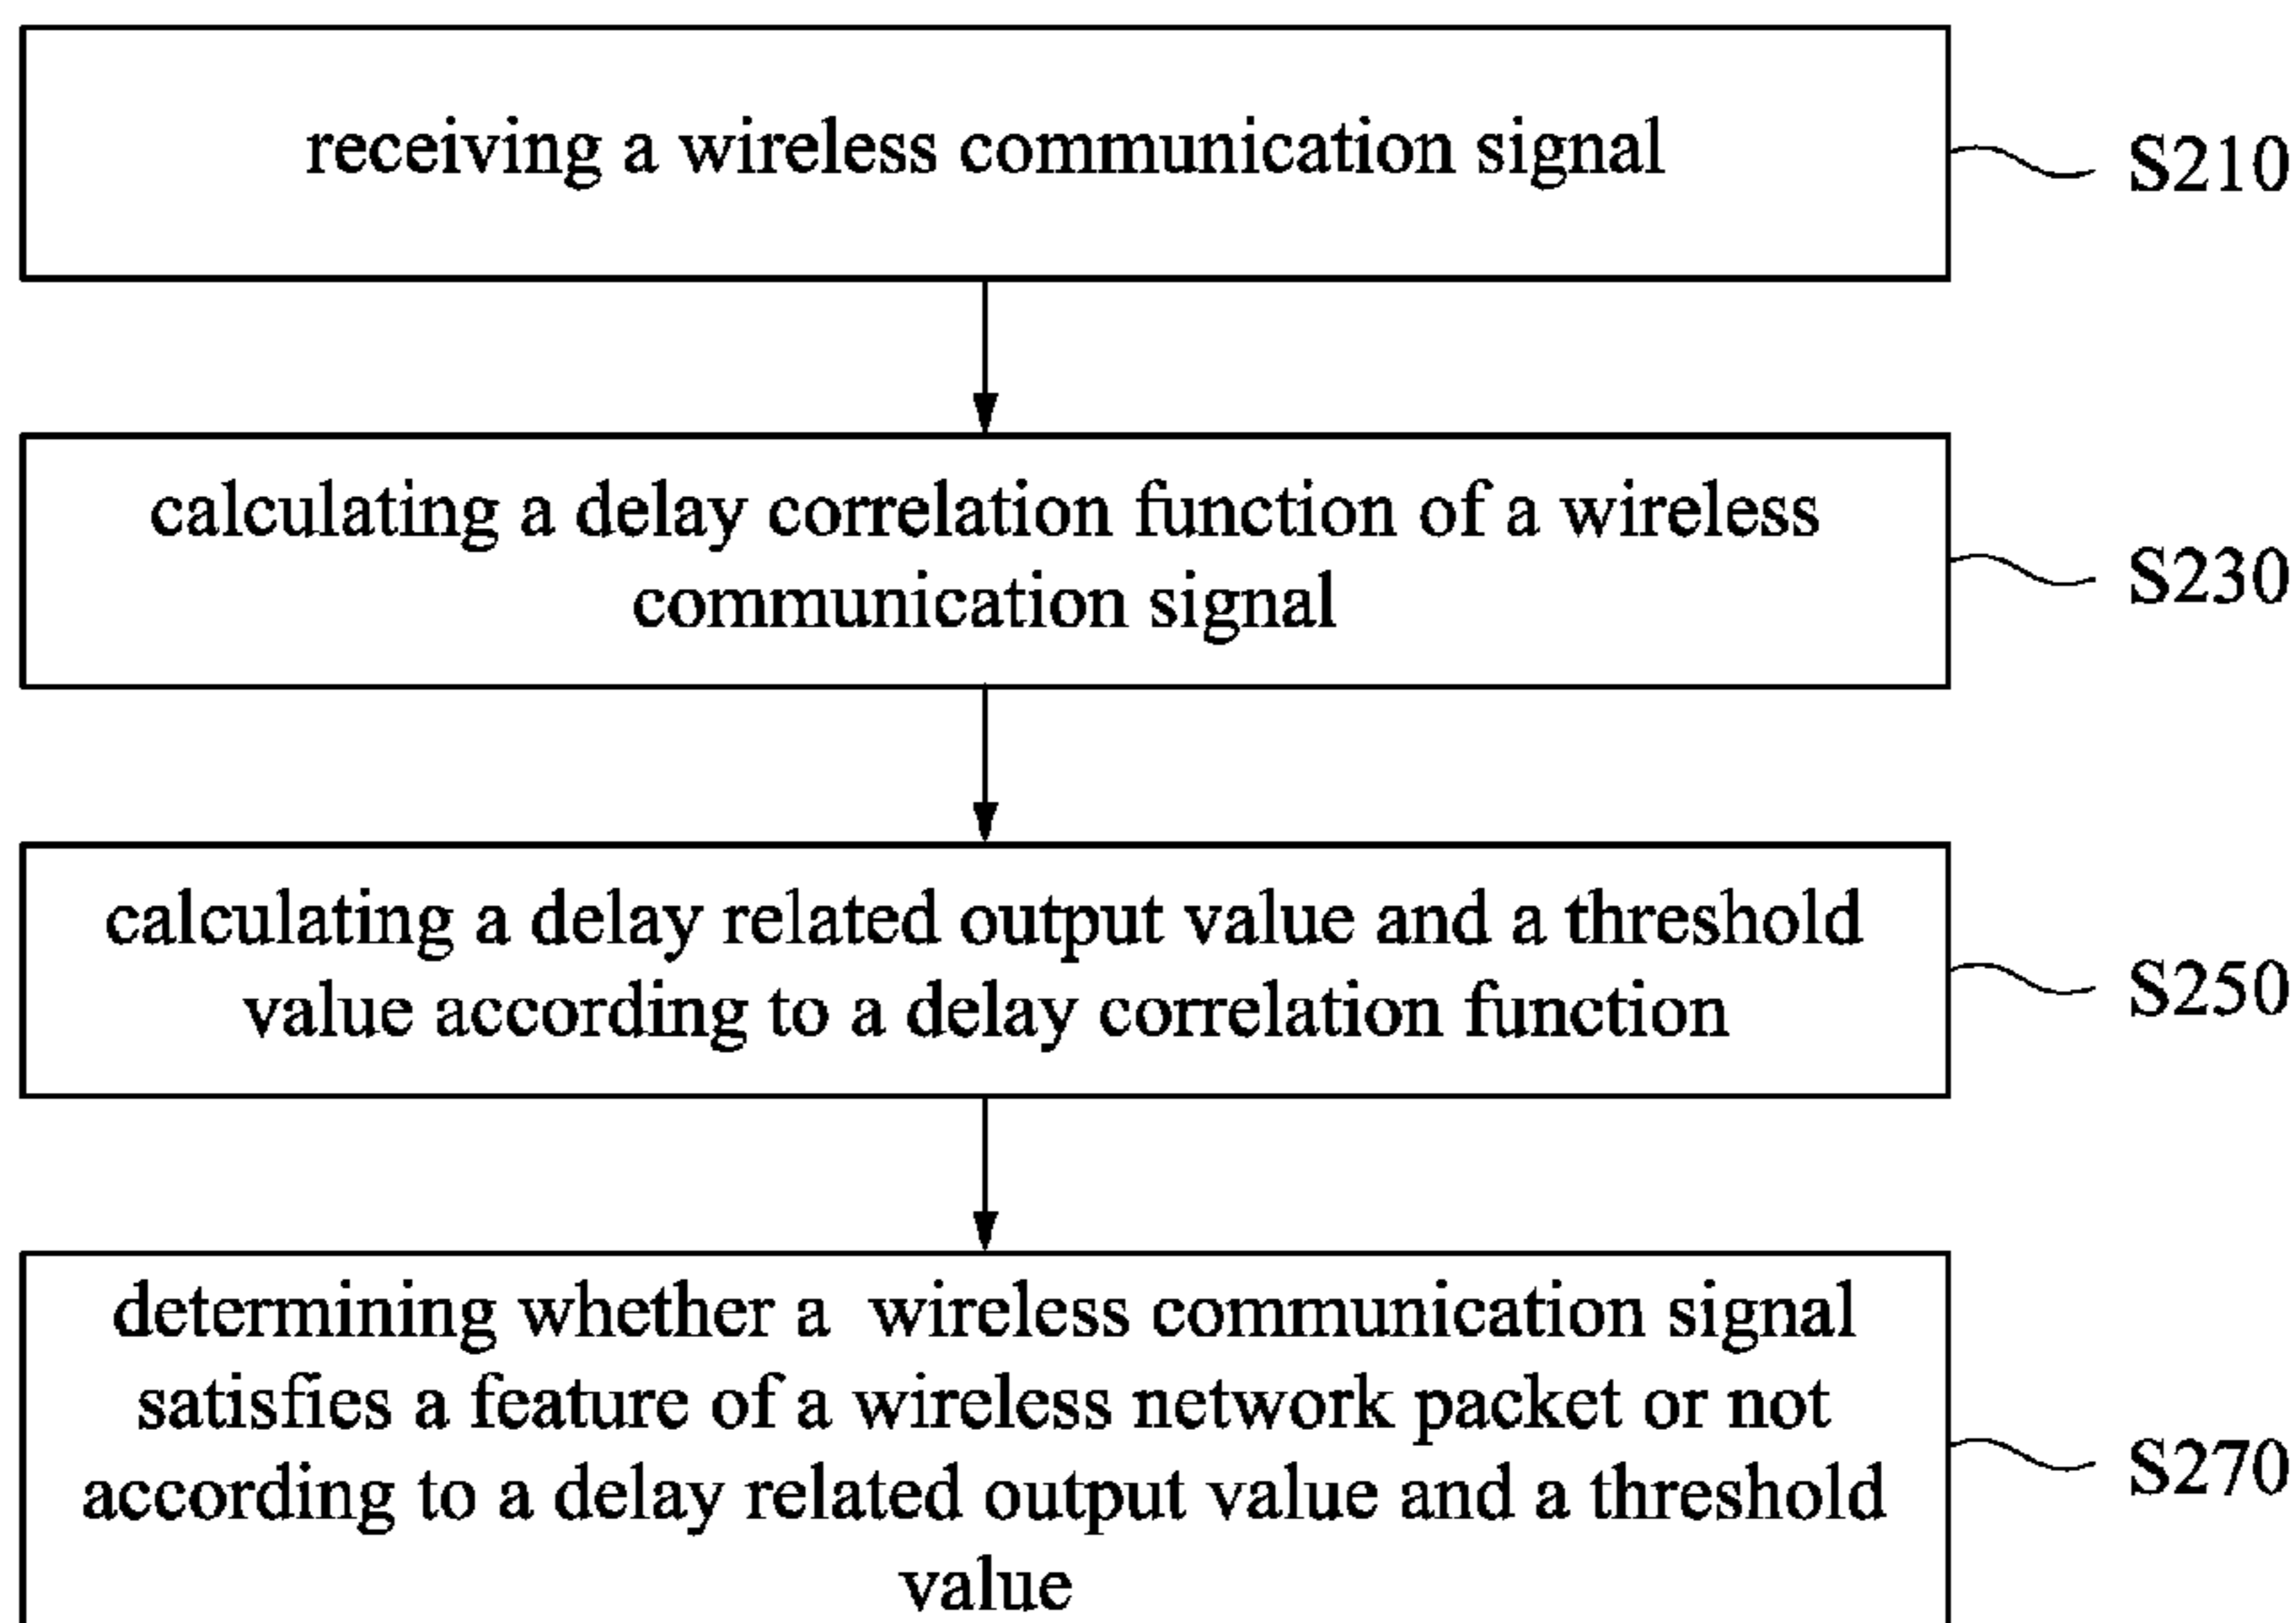 receiving a wireless communication signal
S210
calculating a delay correlation function of a wireless
communication signal
S230
calculating a delay related output value and a threshold
value according to a delay correlation function
S250
determining whether a wireless communication signal
satisfies a feature of a wireless network packet or not
according to a delay related output value and a threshold
value
S270